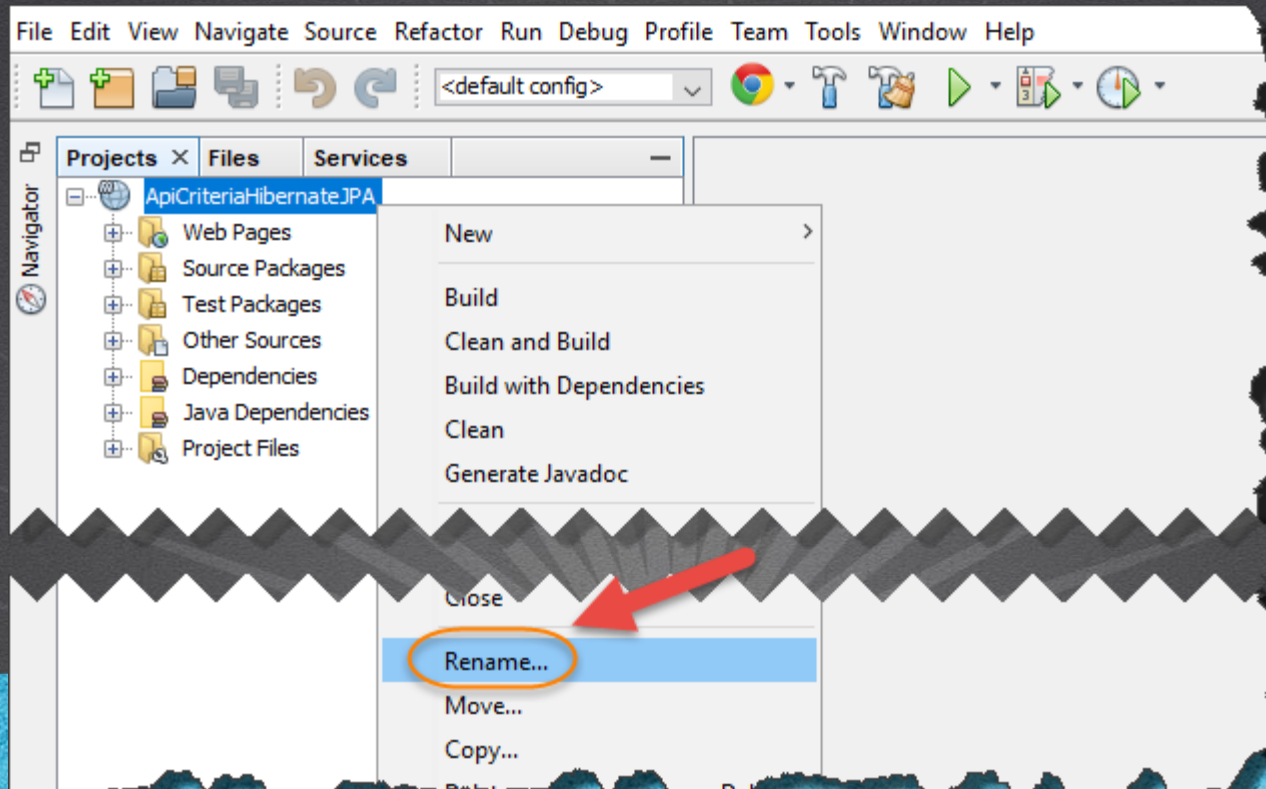 File Edit View Navigate Source Refactor Run Debug Profile Team Tools Window Help
<default config>
Projects Files Services
Navigator
ApiCriteriaHibernateJPA
Web Pages
Source Packages
Test Packages
Other Sources
Dependencies
Java Dependencies
Project Files
New
Build
Clean and Build
Build with Dependencies
Clean
Generate Javadoc
Close
Rename...
Move...
Copy...